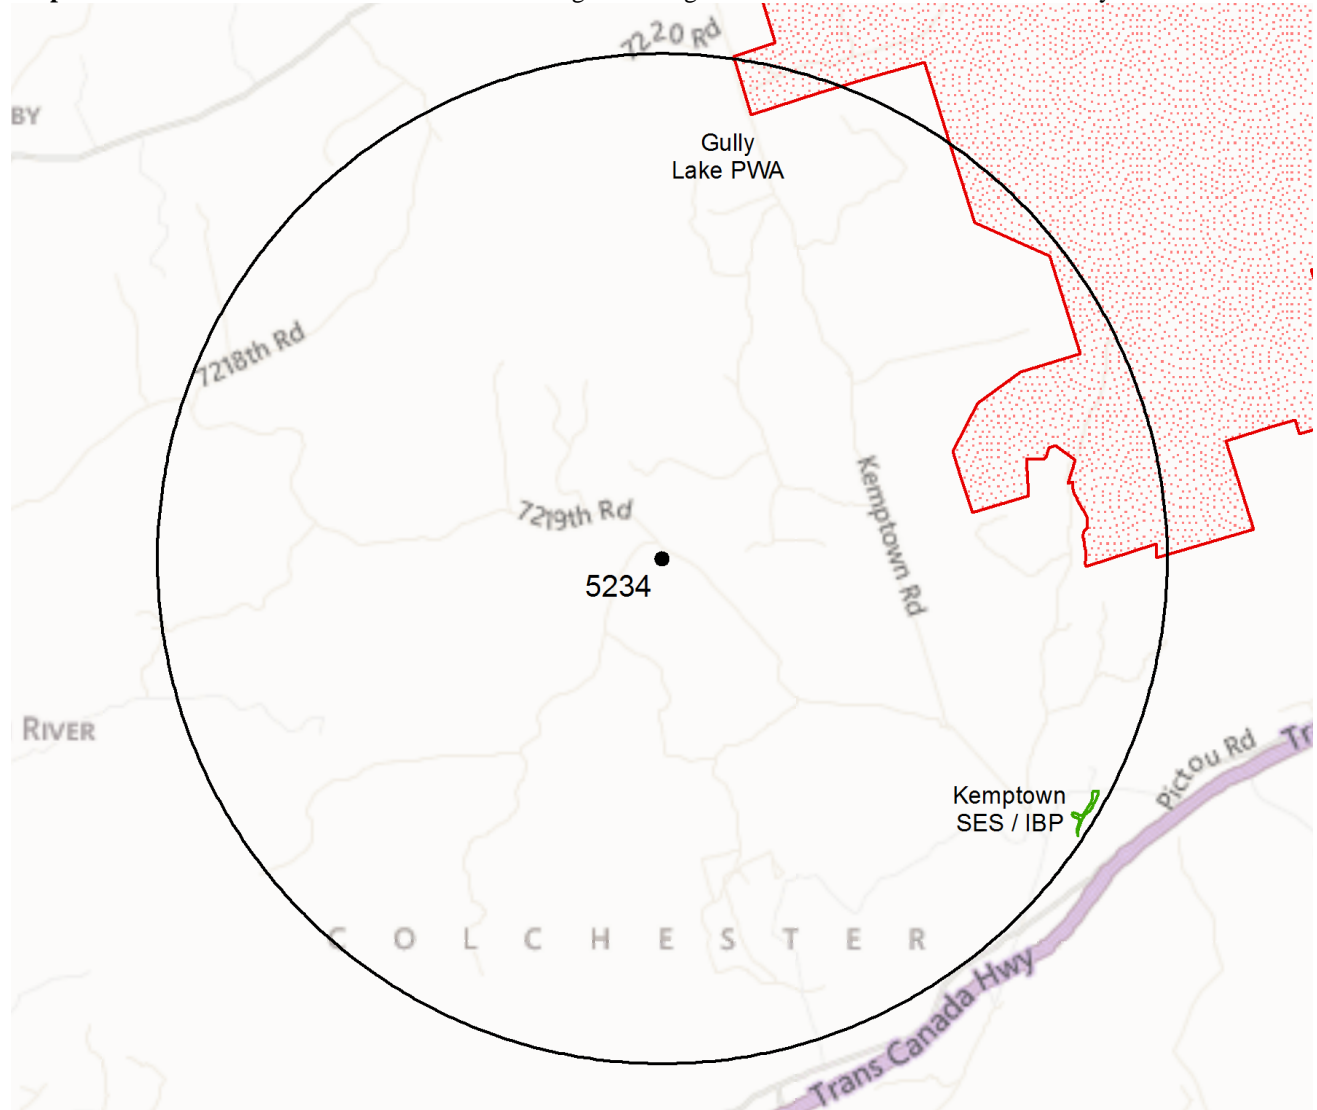 7220 Rd
BY
Gully
Lake PWA
7218th Rd
Kemptown Rd
7219th Rd
5234
RIVER
Pictou Rd
Tr
Kemptown
SES / IBP
COLCHESTER
Trans Canada Hwy